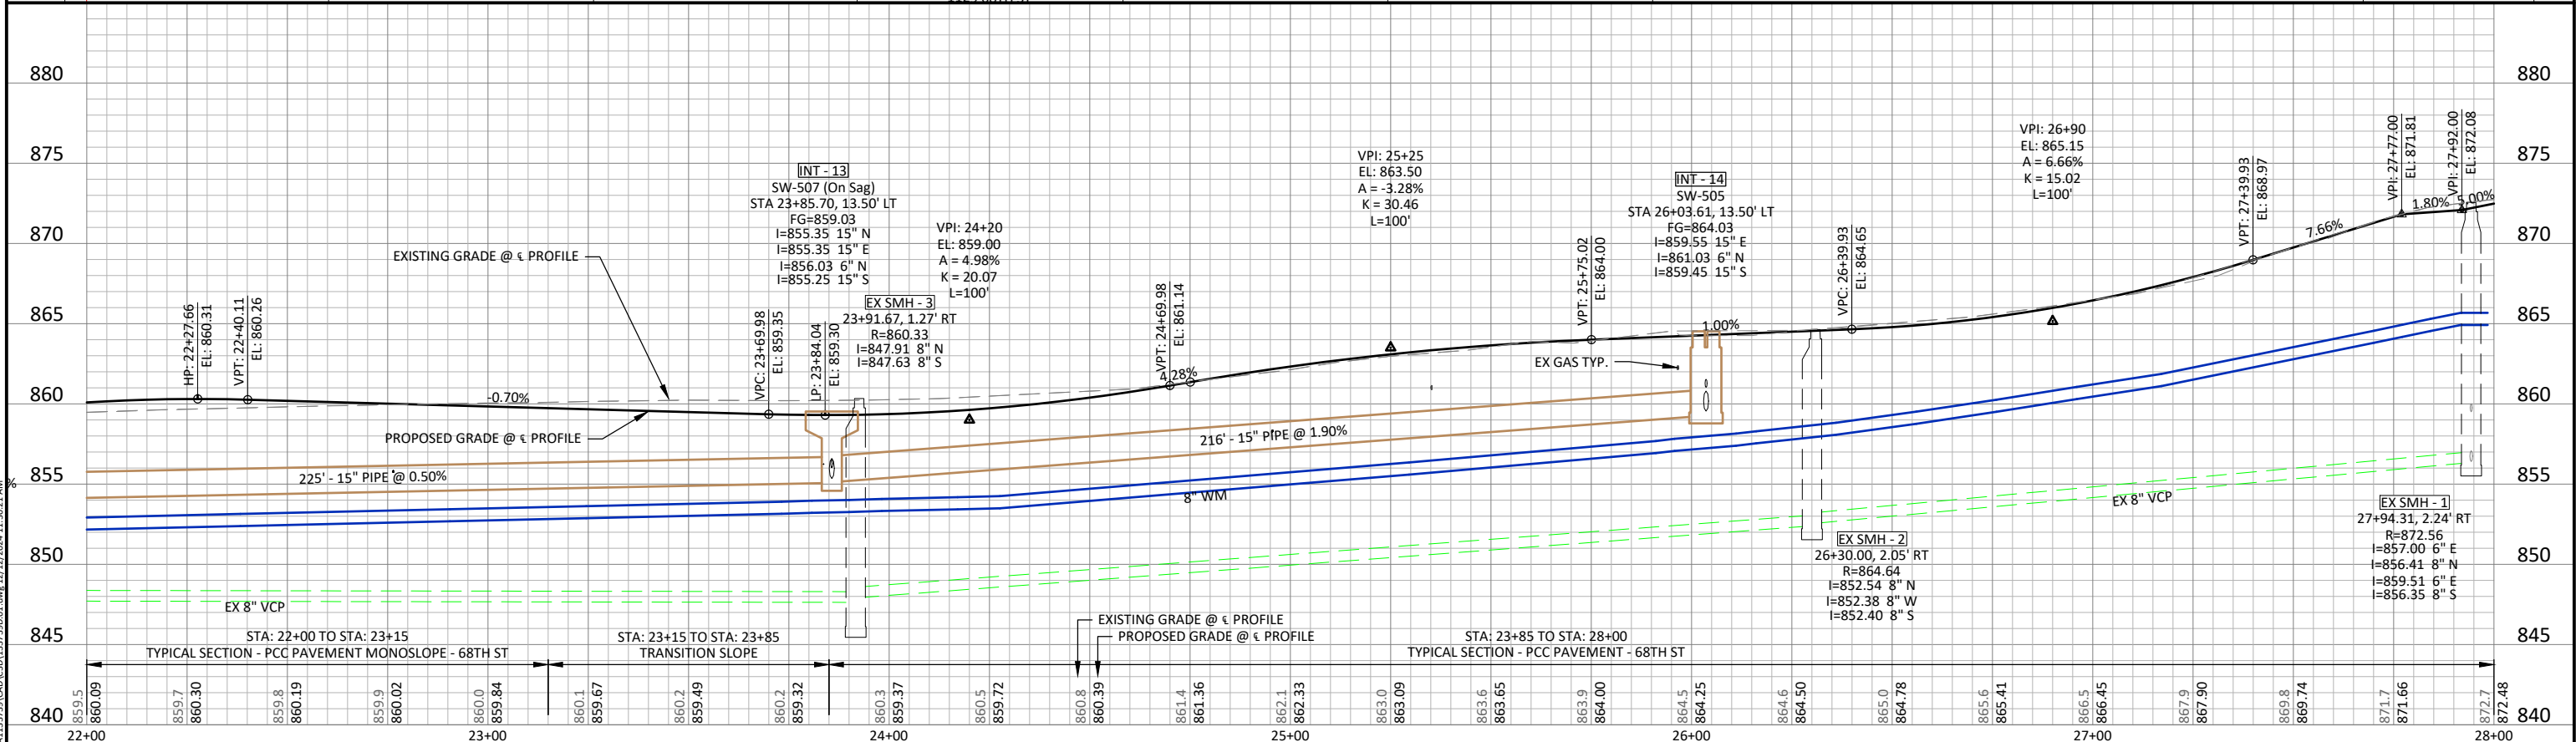 880
875
870
865
860
855
850
845
840
880
875
870
865
860
855
850
845
840
EXISTING GRADE @ ℄ PROFILE
PROPOSED GRADE @ ℄ PROFILE
HP: 22+27.66
EL: 860.31
VPT: 22+40.11
EL: 860.26
-0.70%
VPC: 23+69.98
EL: 859.35
LP: 23+84.04
EL: 859.30
INT - 13
SW-507 (On Sag)
STA 23+85.70, 13.50' LT
FG=859.03
I=855.35 15" N
I=855.35 15" E
I=856.03 6" N
I=855.25 15" S
EX SMH - 3
23+91.67, 1.27' RT
R=860.33
I=847.91 8" N
I=847.63 8" S
VPI: 24+20
EL: 859.00
A = 4.98%
K = 20.07
L=100'
VPT: 24+69.98
EL: 861.14
4.28%
VPI: 25+25
EL: 863.50
A = -3.28%
K = 30.46
L=100'
VPT: 25+75.02
EL: 864.00
EX GAS TYP.
INT - 14
SW-505
STA 26+03.61, 13.50' LT
FG=864.03
I=859.55 15" E
I=861.03 6" N
I=859.45 15" S
1.00%
VPC: 26+39.93
EL: 864.65
VPI: 26+90
EL: 865.15
A = 6.66%
K = 15.02
L=100'
VPT: 27+39.93
EL: 868.97
7.66%
VPI: 27+77.00
EL: 871.81
1.80%
VPI: 27+92.00
EL: 872.08
5.00%
225' - 15" PIPE @ 0.50%
216' - 15" PIPE @ 1.90%
8" WM
EX 8" VCP
EX 8" VCP
EX SMH - 2
26+30.00, 2.05' RT
R=864.64
I=852.54 8" N
I=852.38 8" W
I=852.40 8" S
EX SMH - 1
27+94.31, 2.24' RT
R=872.56
I=857.00 6" E
I=856.41 8" N
I=859.51 6" E
I=856.35 8" S
EXISTING GRADE @ ℄ PROFILE
PROPOSED GRADE @ ℄ PROFILE
STA: 22+00 TO STA: 23+15
TYPICAL SECTION - PCC PAVEMENT MONOSLOPE - 68TH ST
STA: 23+15 TO STA: 23+85
TRANSITION SLOPE
STA: 23+85 TO STA: 28+00
TYPICAL SECTION - PCC PAVEMENT - 68TH ST
859.5
860.09
859.7
860.30
859.8
860.19
859.9
860.02
860.0
859.84
860.1
859.67
860.2
859.49
860.2
859.32
860.3
859.37
860.5
859.72
860.8
860.39
861.4
861.36
862.1
862.33
863.0
863.09
863.6
863.65
863.9
864.00
864.5
864.25
864.6
864.50
865.0
864.78
865.6
865.41
866.5
866.45
867.9
867.90
869.8
869.74
871.7
871.66
872.7
872.48
22+00
23+00
24+00
25+00
26+00
27+00
28+00